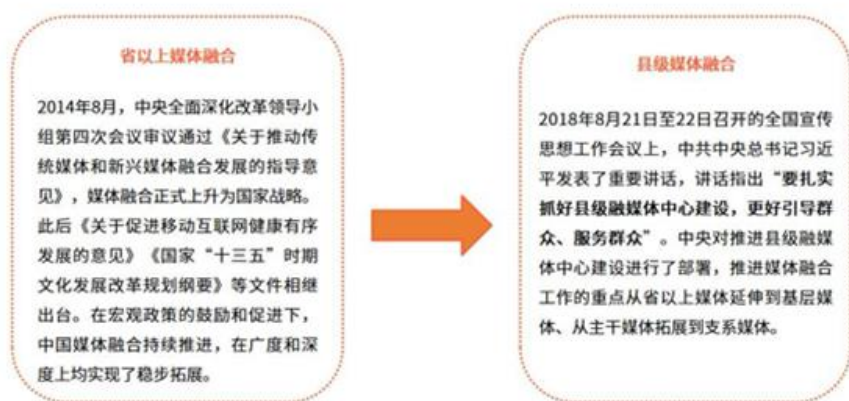 省以上媒体融合
2014年8月，中央全面深化改革领导小
组第四次会议审议通过《关于推动传
统媒体和新兴媒体融合发展的指导意
见》，媒体融合正式上升为国家战略。
此后《关于促进移动互联网健康有序
发展的意见》《国家“十三五”时期
文化发展改革规划纲要》等文件相继
出台。在宏观政策的鼓励和促进下，
中国媒体融合持续推进，在广度和深
度上均实现了稳步拓展。
县级媒体融合
2018年8月21日至22日召开的全国宣传
思想工作会议上，中共中央总书记习近
平发表了重要讲话，讲话指出“要扎实
抓好县级融媒体中心建设，更好引导群
众、服务群众”。中央对推进县级融媒
体中心建设进行了部署，推进媒体融合
工作的重点从省以上媒体延伸到基层媒
体、从主干媒体拓展到支系媒体。